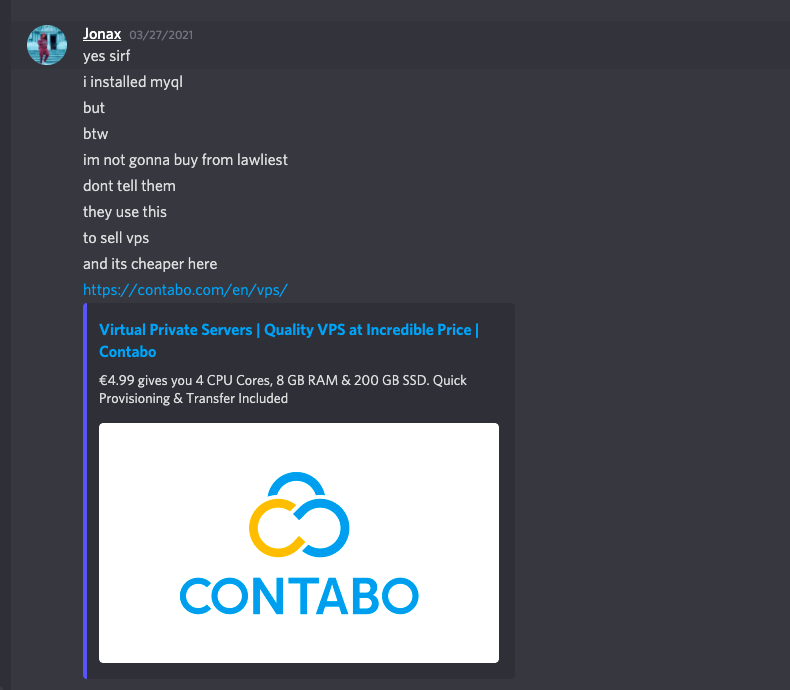 Jonax 03/27/2021
yes sirf
i installed myql
but
btw
im not gonna buy from lawliest
dont tell them
they use this
to sell vps
and its cheaper here
https://contabo.com/en/vps/
Virtual Private Servers | Quality VPS at Incredible Price |
Contabo
€4.99 gives you 4 CPU Cores, 8 GB RAM & 200 GB SSD. Quick
Provisioning & Transfer Included
CONTABO